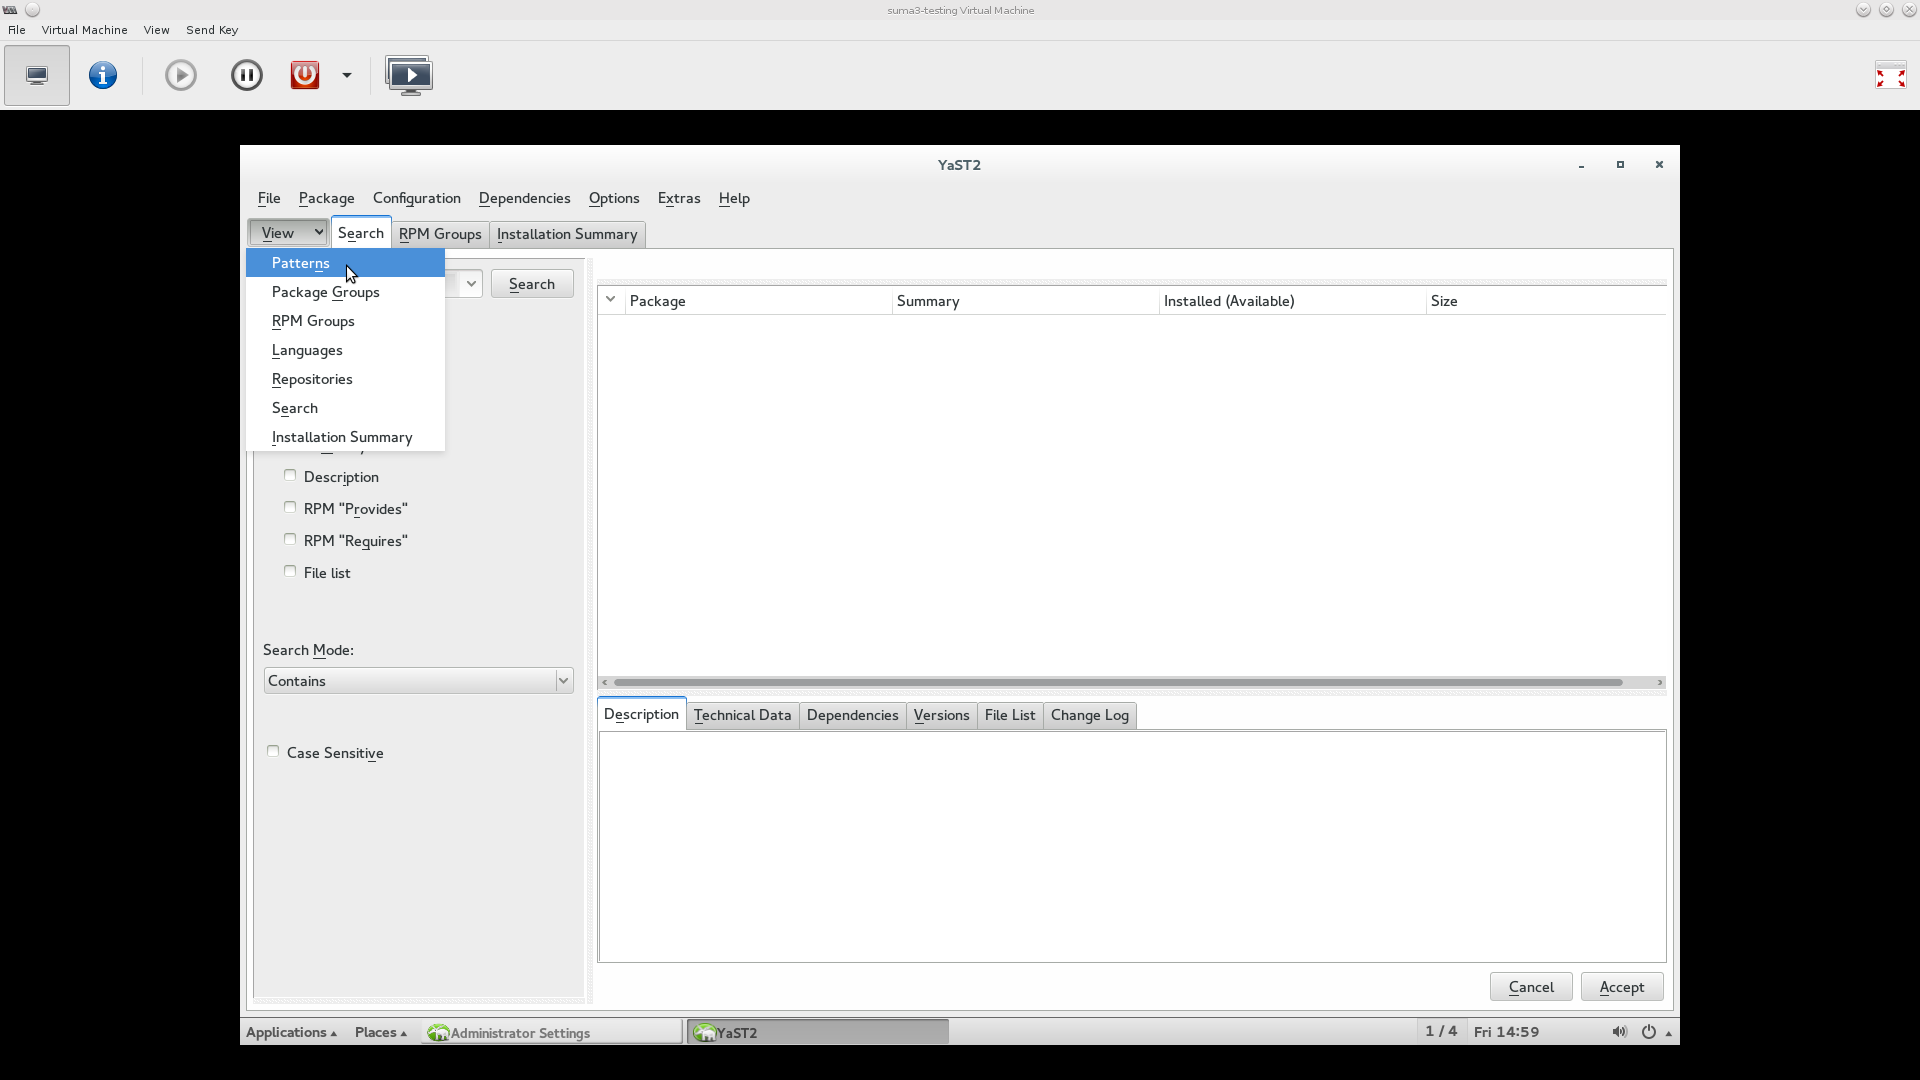 suma3-testing Virtual Machine
File Virtual Machine View Send Key
YaST2
File Package Configuration Dependencies Options Extras Help
View Search RPM Groups Installation Summary
Patterns
Package Groups
RPM Groups
Languages
Repositories
Search
Installation Summary
Search
Description
RPM "Provides"
RPM "Requires"
File list
Search Mode:
Contains
Case Sensitive
Package Summary Installed (Available) Size
Description Technical Data Dependencies Versions File List Change Log
Cancel Accept
Applications Places Administrator Settings YaST2 1 / 4 Fri 14:59